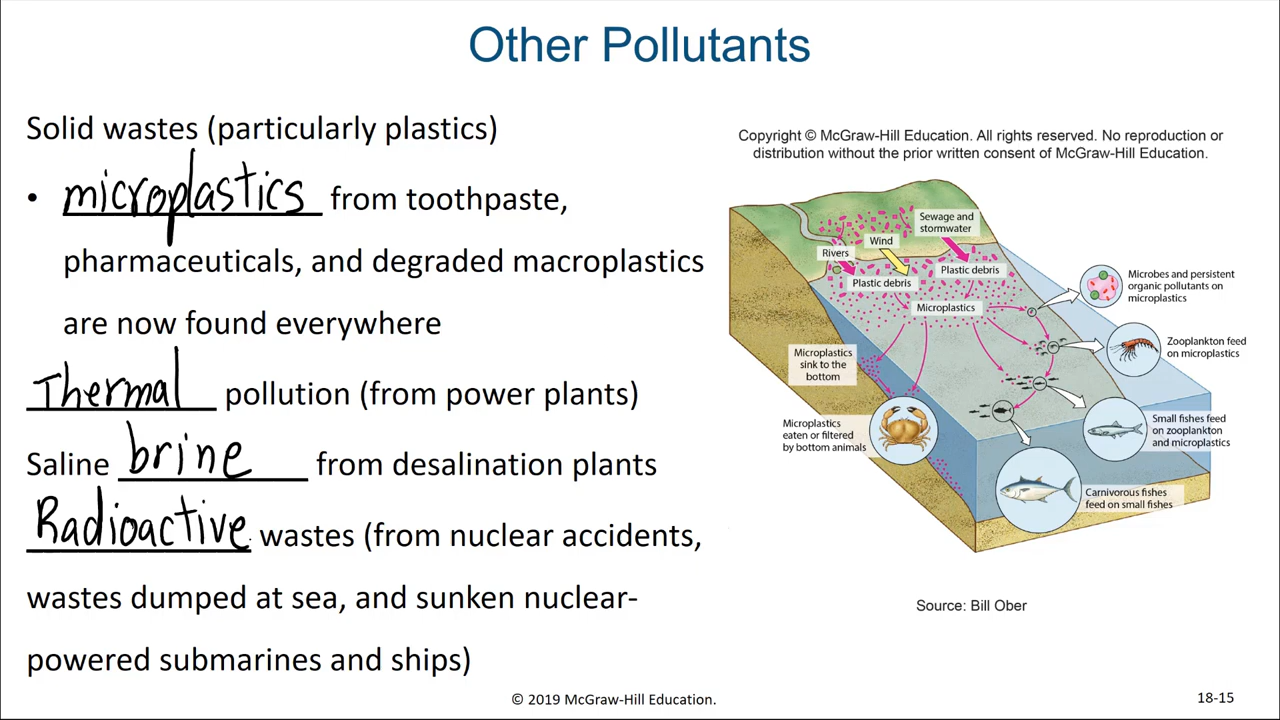 Other Pollutants
Solid wastes (particularly plastics)
• microplastics from toothpaste,
pharmaceuticals, and degraded macroplastics
are now found everywhere
Thermal pollution (from power plants)
Saline brine from desalination plants
Radioactive wastes (from nuclear accidents,
wastes dumped at sea, and sunken nuclear-
powered submarines and ships)
Copyright © McGraw-Hill Education. All rights reserved. No reproduction or
distribution without the prior written consent of McGraw-Hill Education.
Sewage and
stormwater
Wind
Rivers
Plastic debris
Plastic debris
Microplastics
Microbes and persistent
organic pollutants on
microplastics
Zooplankton feed
on microplastics
Microplastics
sink to the
bottom
Small fishes feed
on zooplankton
and microplastics
Microplastics
eaten or filtered
by bottom animals
Carnivorous fishes
feed on small fishes
Source: Bill Ober
© 2019 McGraw-Hill Education.
18-15